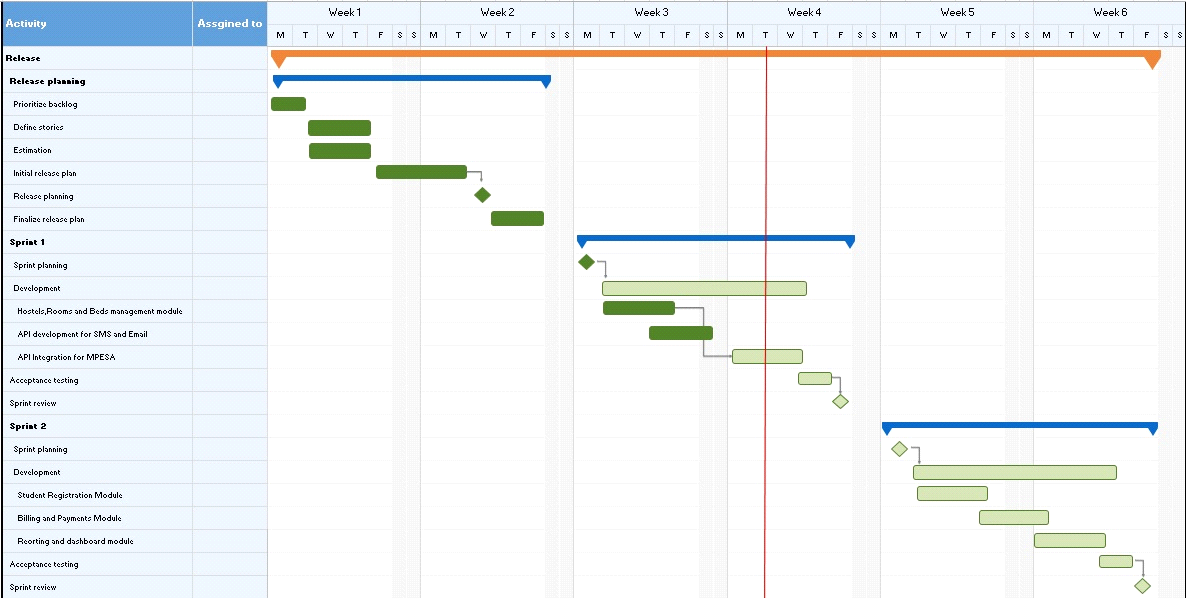 Activity Assgined to Week 1 Week 2 Week 3 Week 4 Week 5 Week 6
M T W T F S S M T W T F S S M T W T F S S M T W T F S S M T W T F S S M T W T F S S
Release
Release planning
Prioritize backlog
Define stories
Estimation
Initial release plan
Release planning
Finalize release plan
Sprint 1
Sprint planning
Development
Hostels,Rooms and Beds management module
API development for SMS and Email
API Integration for MPESA
Acceptance testing
Sprint review
Sprint 2
Sprint planning
Development
Student Registration Module
Billing and Payments Module
Reorting and dashboard module
Acceptance testing
Sprint review